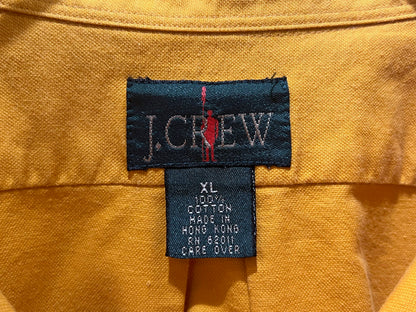 J.CREW
XL
100%
COTTON
MADE IN
HONG KONG
RN 62011
CARE OVER